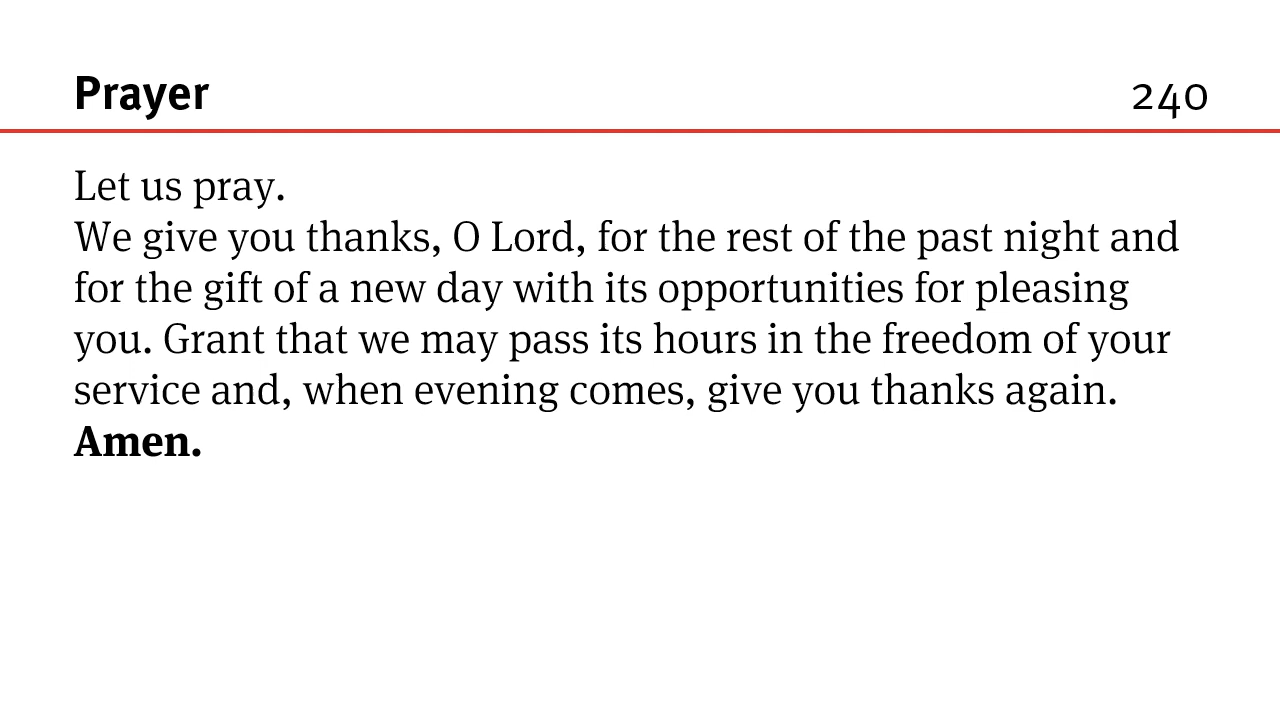 Prayer 240
Let us pray.
We give you thanks, O Lord, for the rest of the past night and
for the gift of a new day with its opportunities for pleasing
you. Grant that we may pass its hours in the freedom of your
service and, when evening comes, give you thanks again.
Amen.